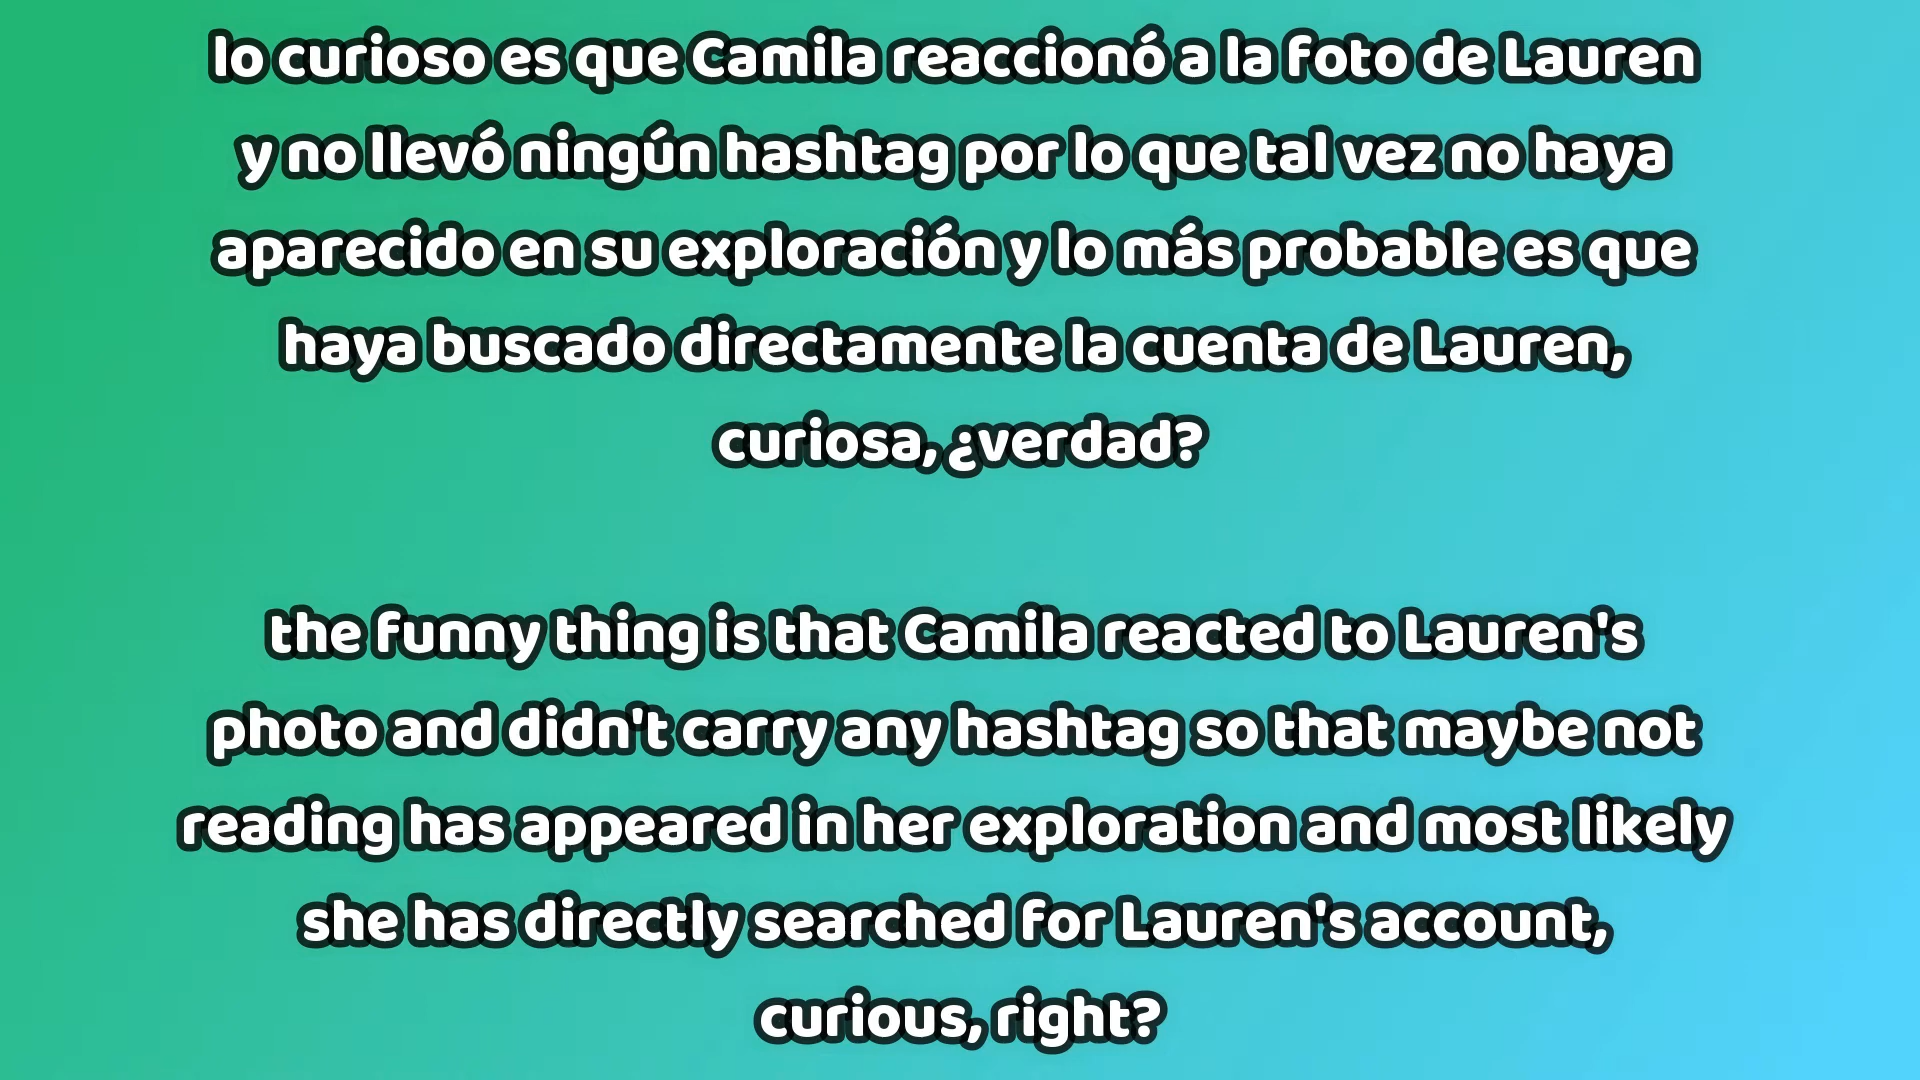 lo curioso es que Camila reaccionó a la foto de Lauren
y no llevó ningún hashtag por lo que tal vez no haya
aparecido en su exploración y lo más probable es que
haya buscado directamente la cuenta de Lauren,
curiosa, ¿verdad?
the funny thing is that Camila reacted to Lauren's
photo and didn't carry any hashtag so that maybe not
reading has appeared in her exploration and most likely
she has directly searched for Lauren's account,
curious, right?